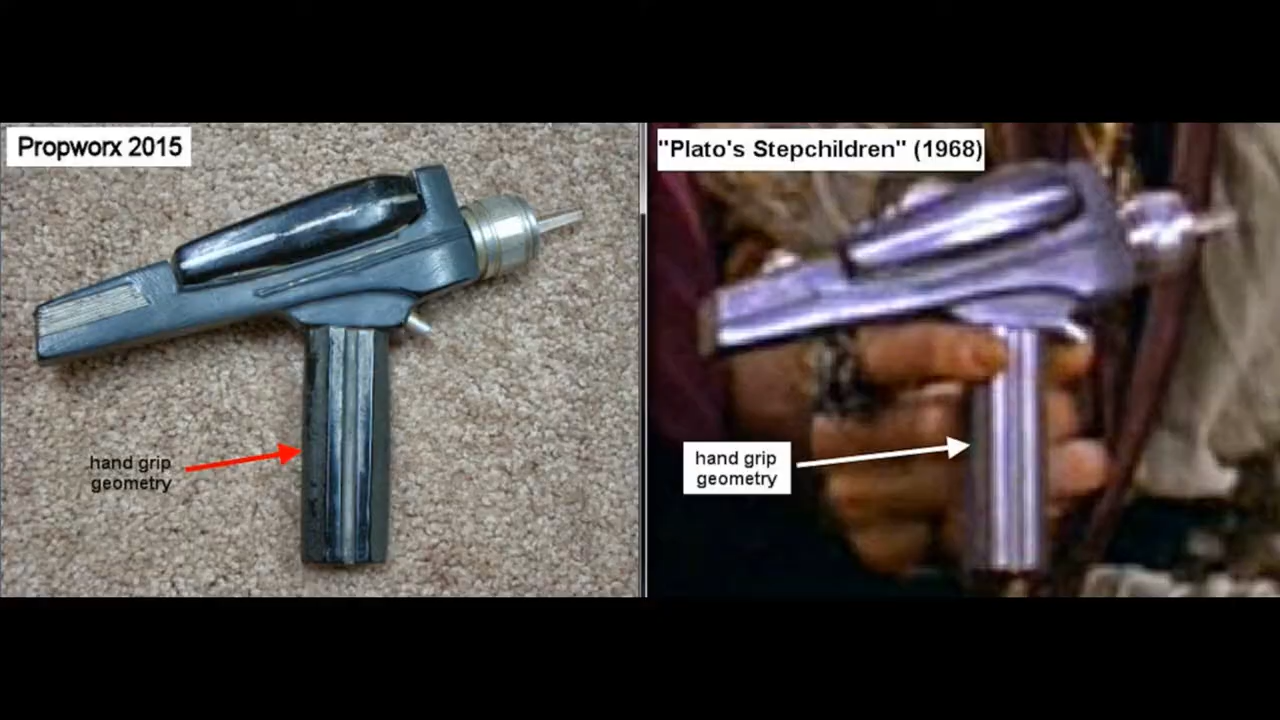 Propworx 2015
"Plato's Stepchildren" (1968)
hand grip
geometry
hand grip
geometry